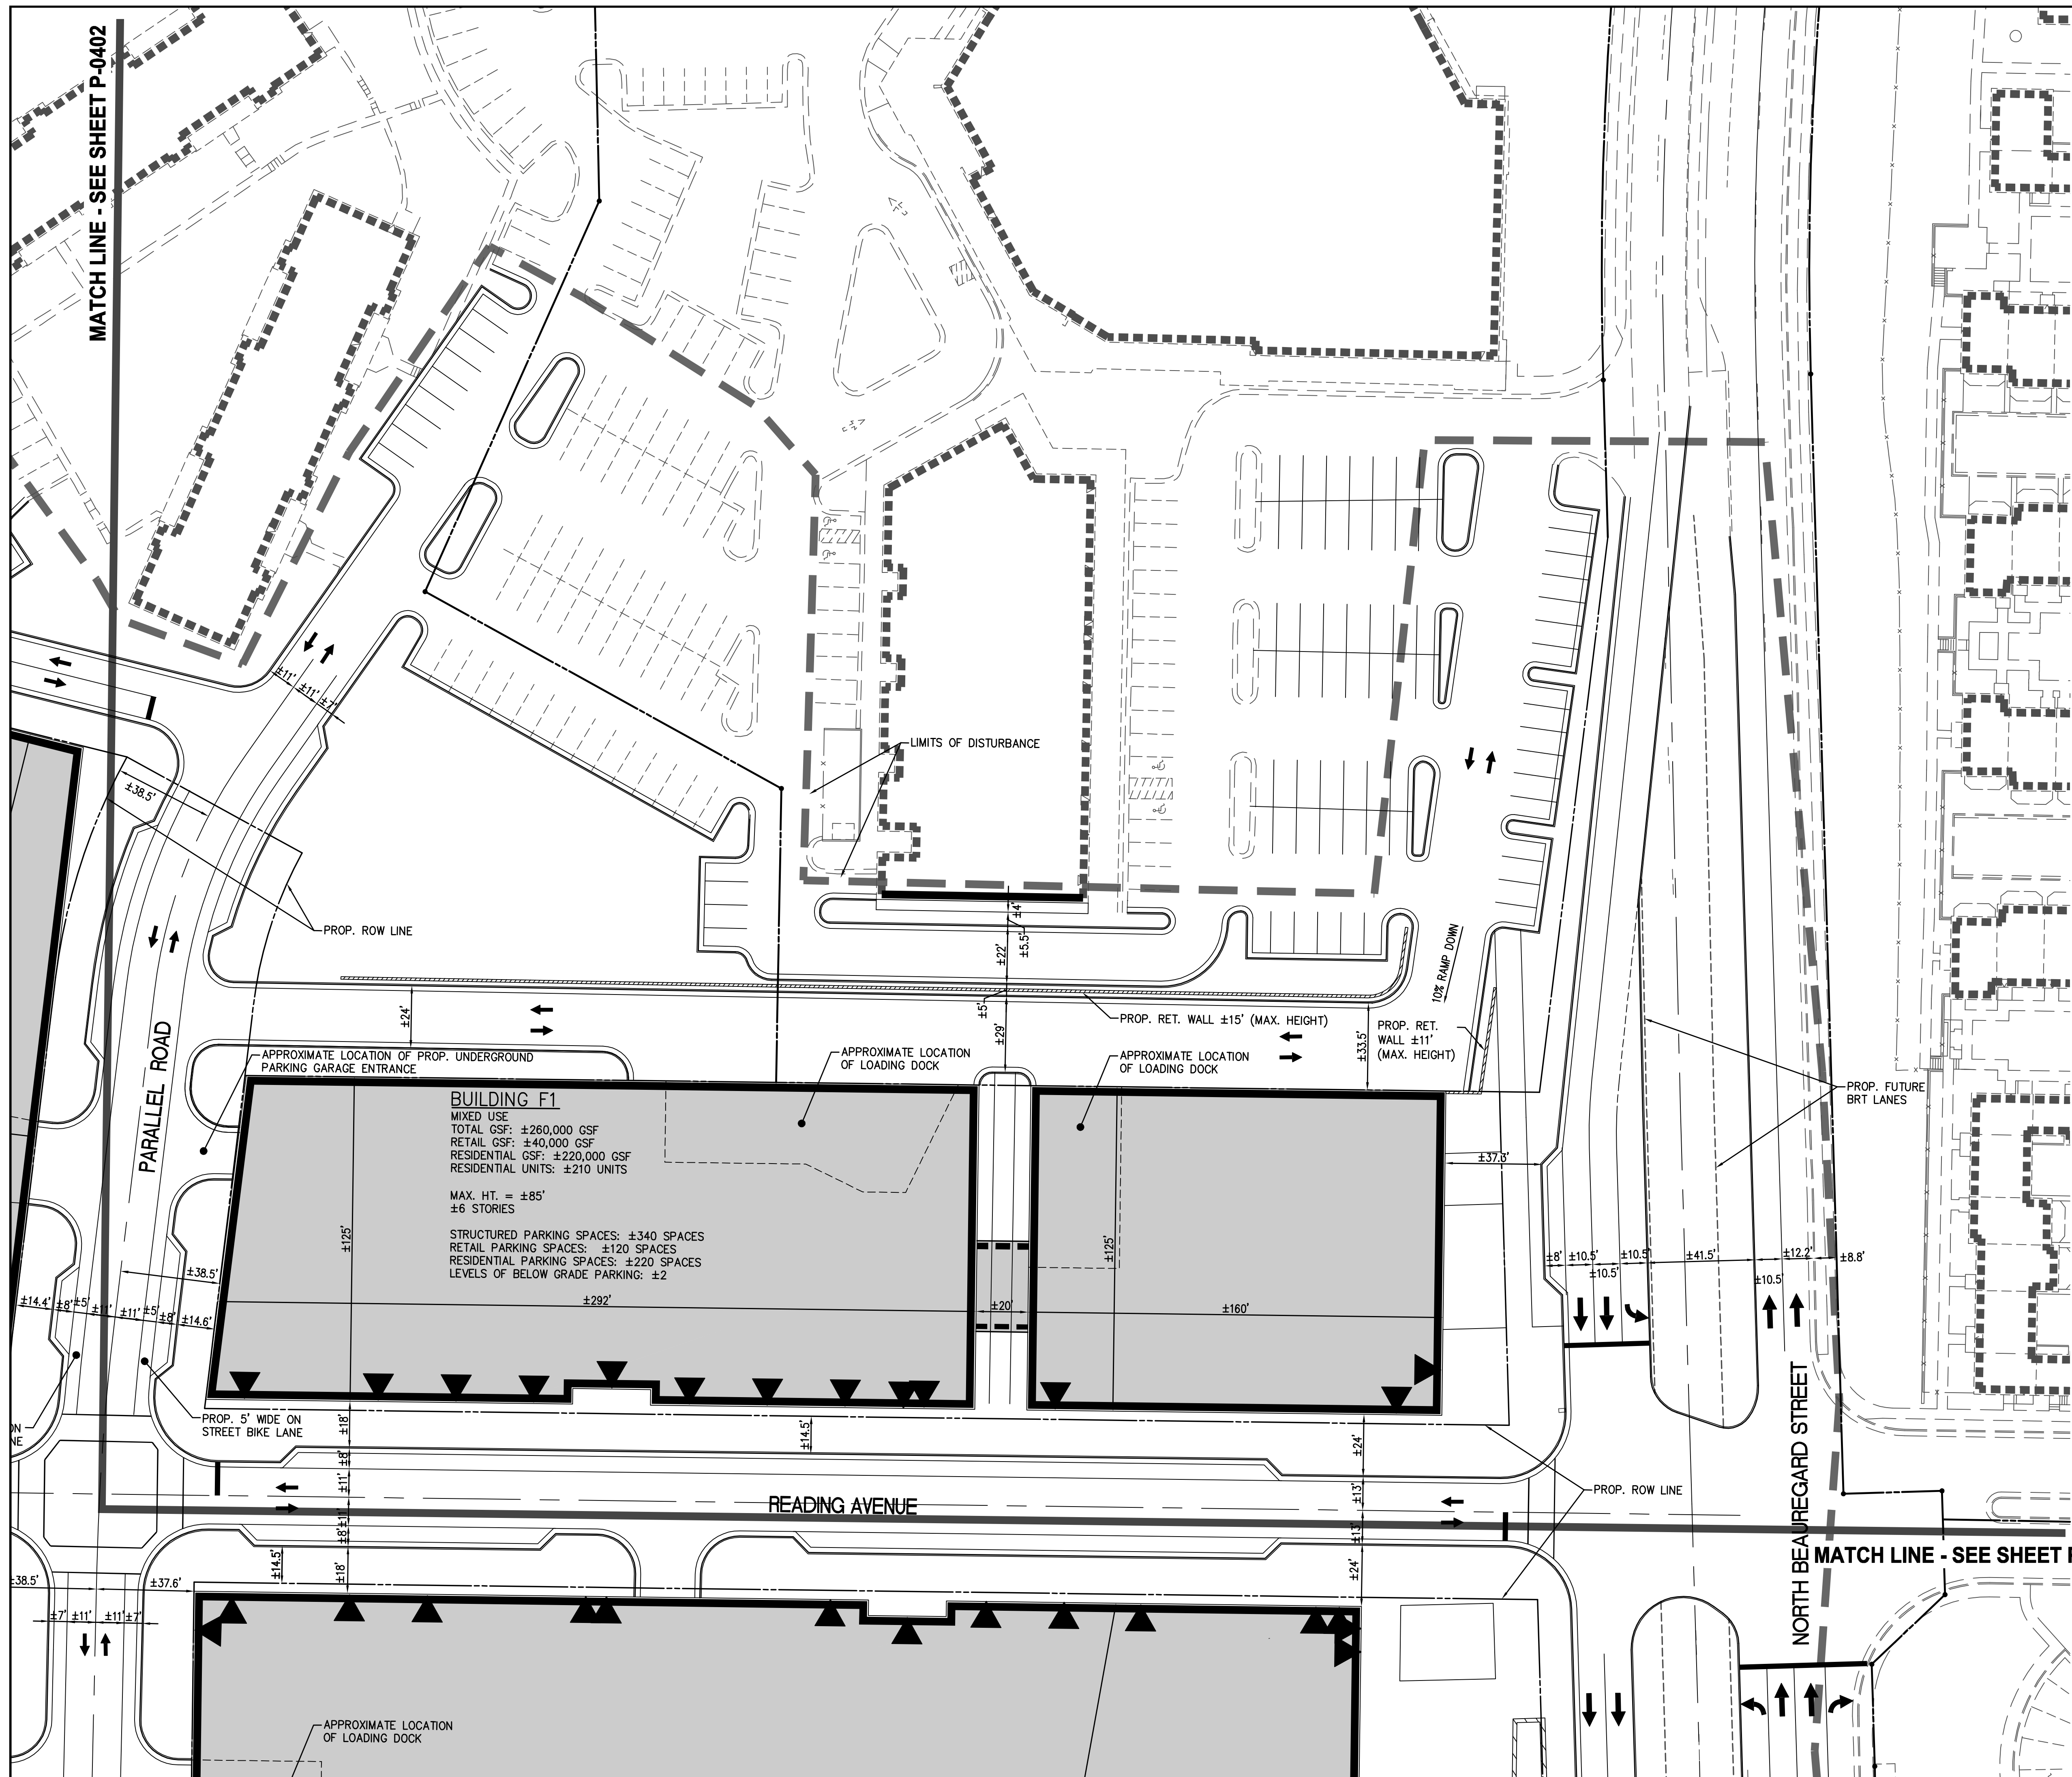 MATCH LINE - SEE SHEET P-0402
±11'
±11'
±7'
LIMITS OF DISTURBANCE
±38.5'
PROP. ROW LINE
±4'
±5.5'
±22'
10% RAMP DOWN
±5'
±24'
±29'
PROP. RET. WALL ±15' (MAX. HEIGHT)
±33.5'
PROP. RET.
WALL ±11'
(MAX. HEIGHT)
PARALLEL ROAD
APPROXIMATE LOCATION OF PROP. UNDERGROUND
PARKING GARAGE ENTRANCE
APPROXIMATE LOCATION
OF LOADING DOCK
APPROXIMATE LOCATION
OF LOADING DOCK
PROP. FUTURE
BRT LANES
BUILDING F1
MIXED USE
TOTAL GSF: ±260,000 GSF
RETAIL GSF: ±40,000 GSF
RESIDENTIAL GSF: ±220,000 GSF
RESIDENTIAL UNITS: ±210 UNITS
MAX. HT. = ±85'
±6 STORIES
STRUCTURED PARKING SPACES: ±340 SPACES
RETAIL PARKING SPACES: ±120 SPACES
RESIDENTIAL PARKING SPACES: ±220 SPACES
LEVELS OF BELOW GRADE PARKING: ±2
±125'
±125'
±37.3'
±38.5'
±8'
±10.5'
±10.5'
±10.5'
±41.5'
±10.5'
±12.2'
±8.8'
±14.4'
±8'
±5'
±11'
±11'
±5'
±8'
±14.6'
±292'
±20'
±160'
NORTH BEAUREGARD STREET
ON
NE
PROP. 5' WIDE ON
STREET BIKE LANE
±18'
±14.5'
±24'
±8'
±11'
±13'
PROP. ROW LINE
READING AVENUE
±11'
±8'
±13'
MATCH LINE - SEE SHEET P
±14.5'
±18'
±24'
±38.5'
±37.6'
±7'
±11'
±11'
±7'
APPROXIMATE LOCATION
OF LOADING DOCK